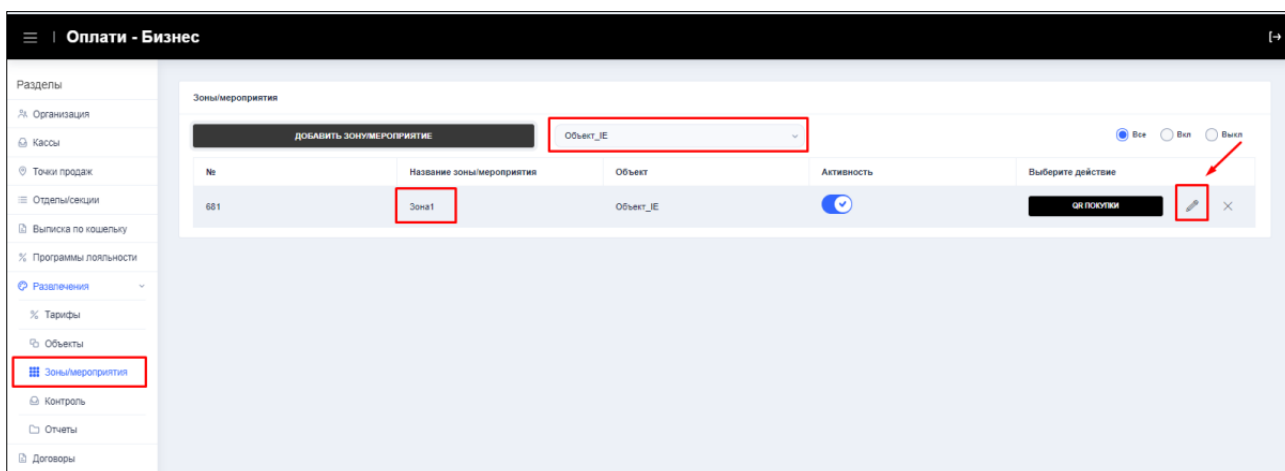 Оплати - Бизнес
Разделы
Организация
Кассы
Точки продаж
Отделы/секции
Выписка по кошельку
Программы лояльности
Развлечения
Тарифы
Объекты
Зоны/мероприятия
Контроль
Отчеты
Договоры
Зоны/мероприятия
ДОБАВИТЬ ЗОНУ/МЕРОПРИЯТИЕ Объект_IE Все Вкл Выкл
№ Название зоны/мероприятия Объект Активность Выберите действие
681 Зона1 Объект_IE QR ПОКУПКИ